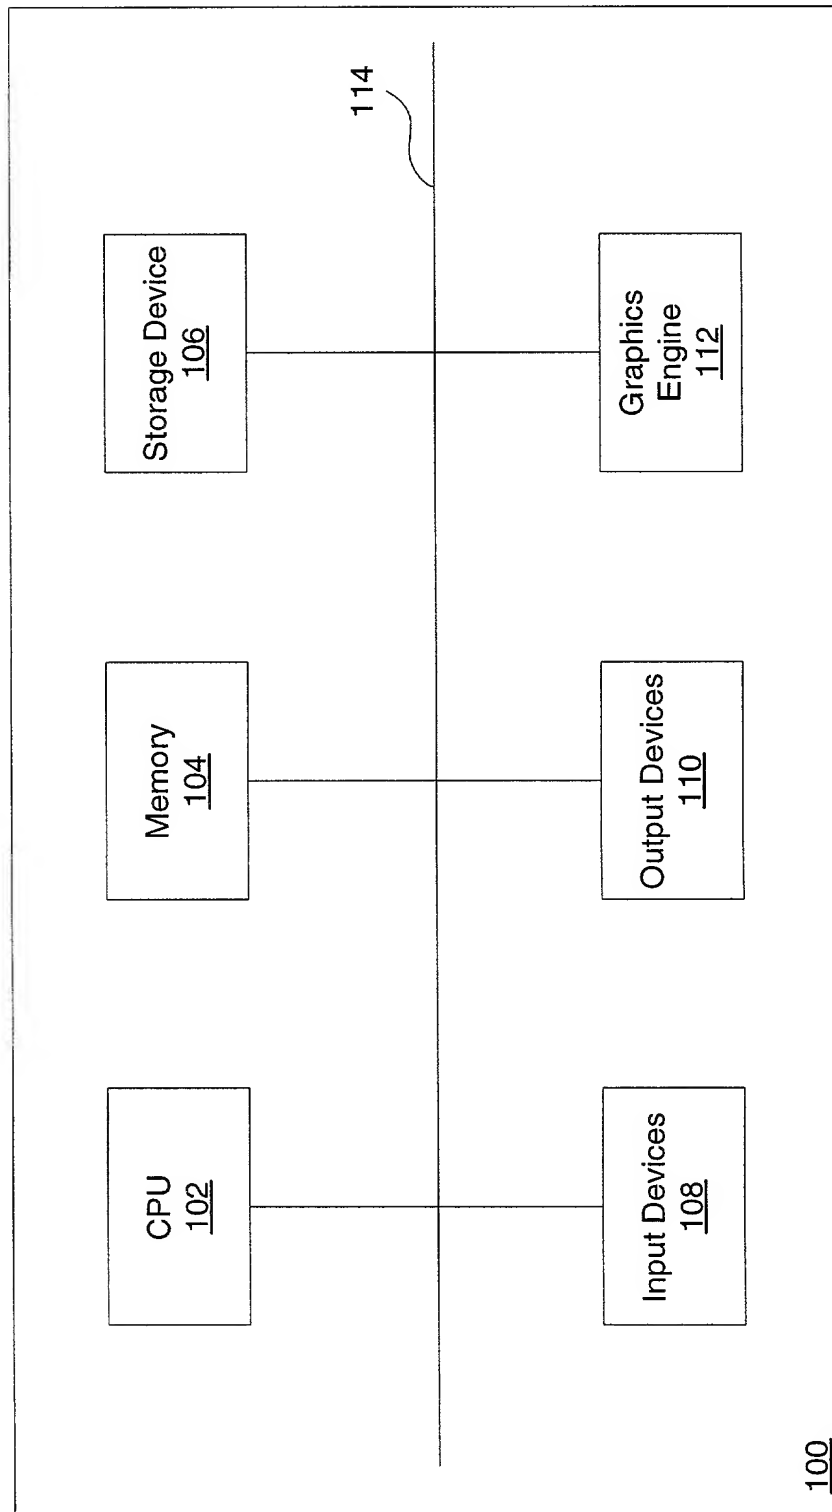 CPU
102
Memory
104
Storage Device
106
114
Input Devices
108
Output Devices
110
Graphics
Engine
112
100